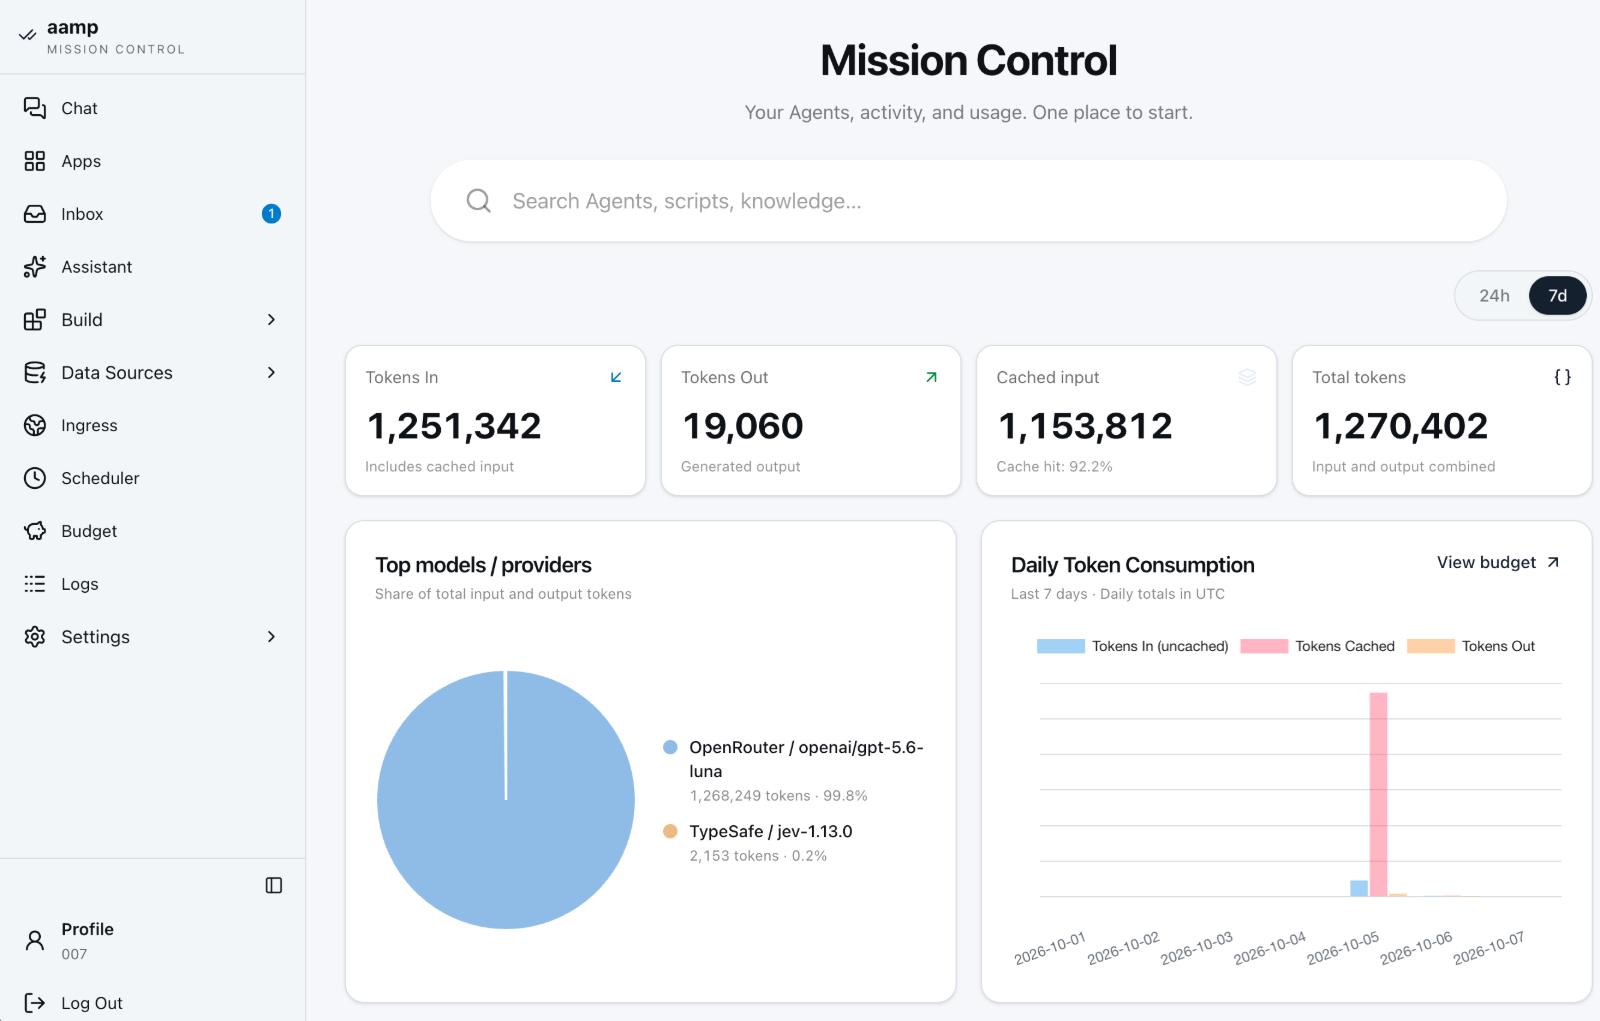 aamp
MISSION CONTROL
Chat
Apps
Inbox
1
Assistant
Build
Data Sources
Ingress
Scheduler
Budget
Logs
Settings
Profile
007
Log Out
Mission Control
Your Agents, activity, and usage. One place to start.
Search Agents, scripts, knowledge...
24h
7d
Tokens In
1,251,342
Includes cached input
Tokens Out
19,060
Generated output
Cached input
1,153,812
Cache hit: 92.2%
Total tokens
{ }
1,270,402
Input and output combined
Top models / providers
Share of total input and output tokens
OpenRouter / openai/gpt-5.6-
luna
1,268,249 tokens · 99.8%
TypeSafe / jev-1.13.0
2,153 tokens · 0.2%
Daily Token Consumption
View budget
Last 7 days · Daily totals in UTC
Tokens In (uncached)
Tokens Cached
Tokens Out
2026-10-01
2026-10-02
2026-10-03
2026-10-04
2026-10-05
2026-10-06
2026-10-07